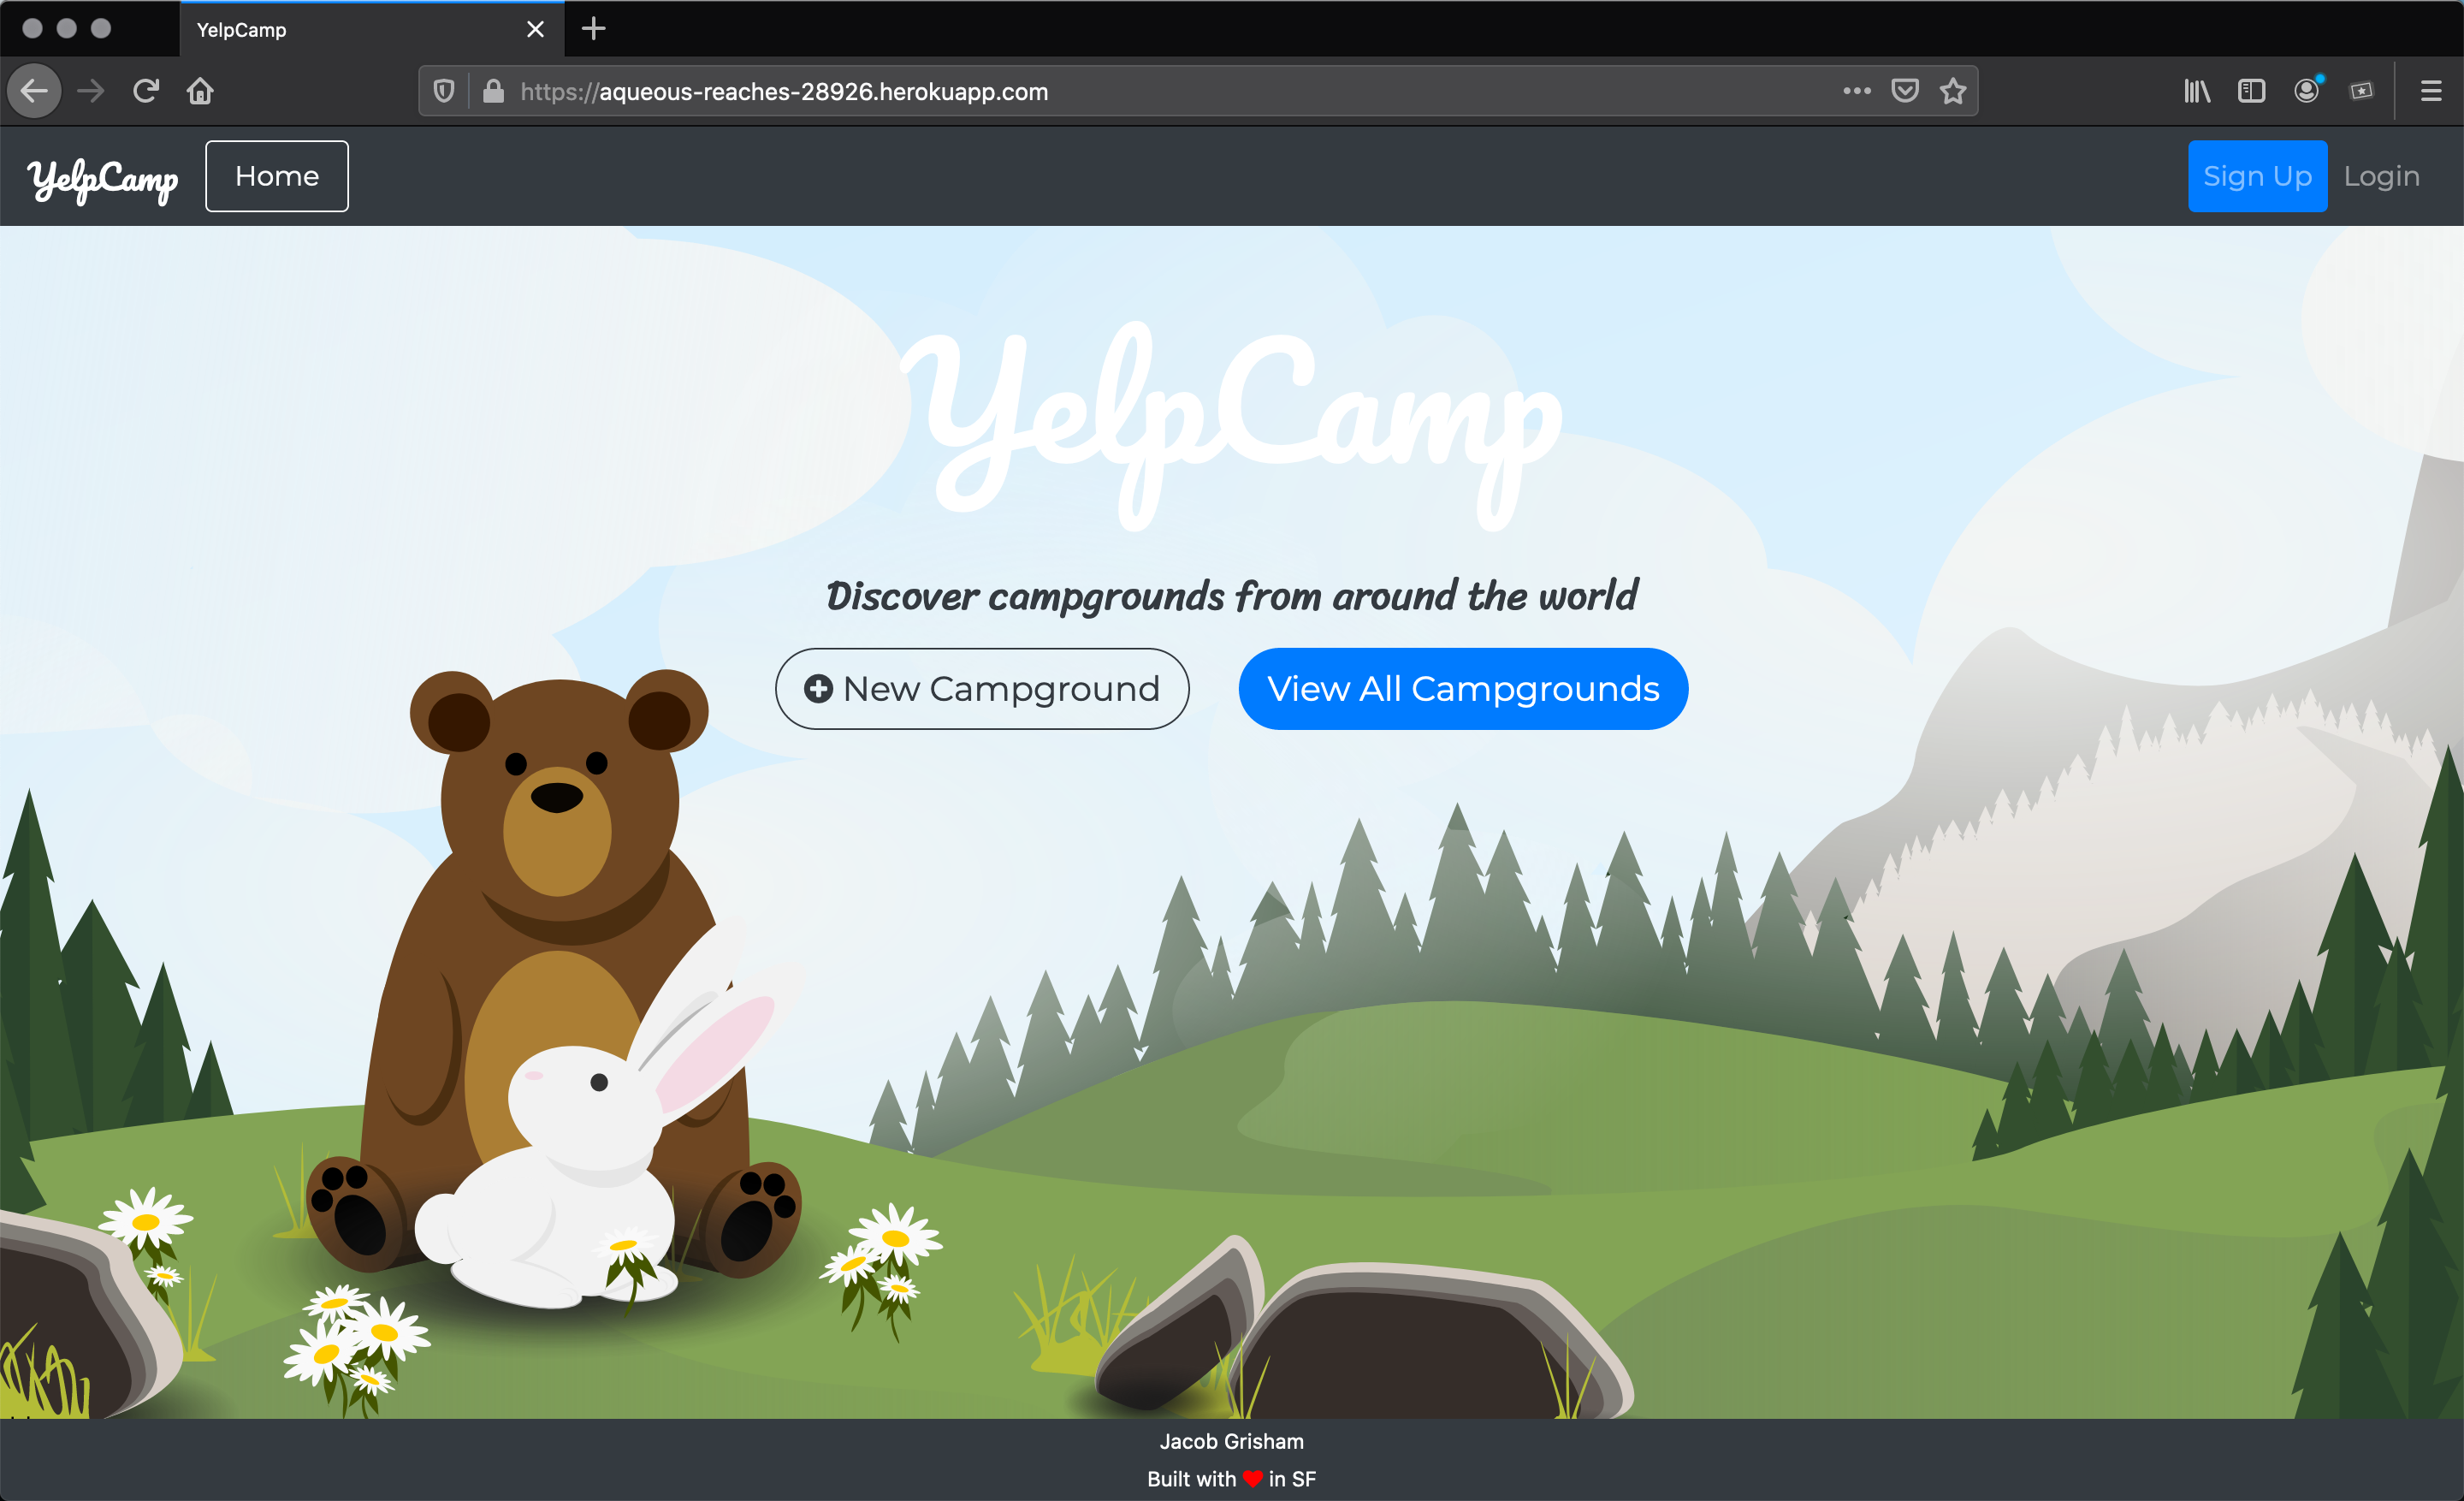 YelpCamp
https://aqueous-reaches-28926.herokuapp.com
YelpCamp Home Sign Up Login
YelpCamp
Discover campgrounds from around the world
New Campground View All Campgrounds
Jacob Grisham
Built with ❤ in SF